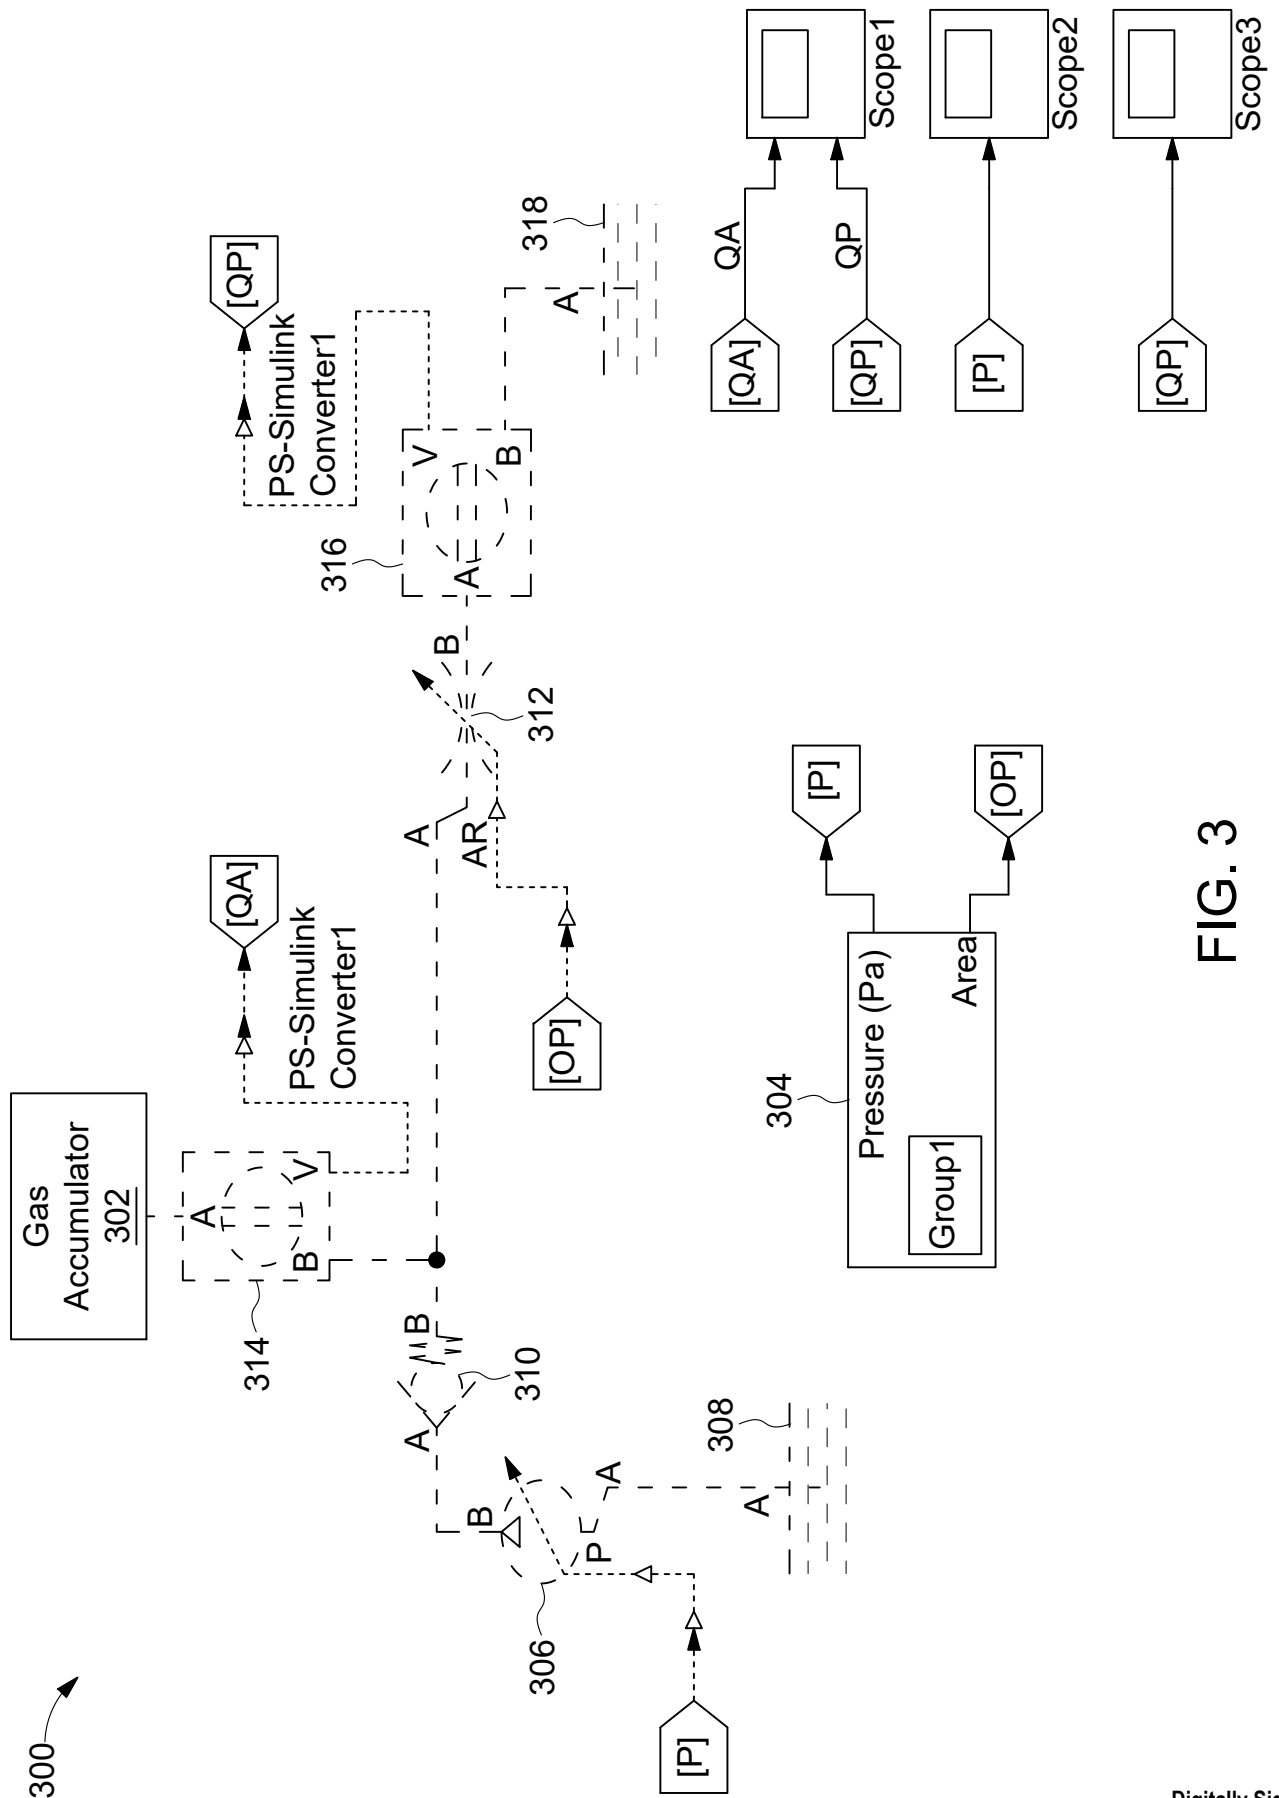 300
Gas
Accumulator
302
314
A
B
V
[QA]
PS-Simulink
Converter1
[QP]
PS-Simulink
Converter1
316
V
A
B
A
B
310
A
AR
B
312
[OP]
318
A
306
B
P
A
[P]
308
A
304
Pressure (Pa)
Area
Group1
[P]
[OP]
[QA]
QA
[QP]
QP
Scope1
[P]
Scope2
[QP]
Scope3
FIG. 3